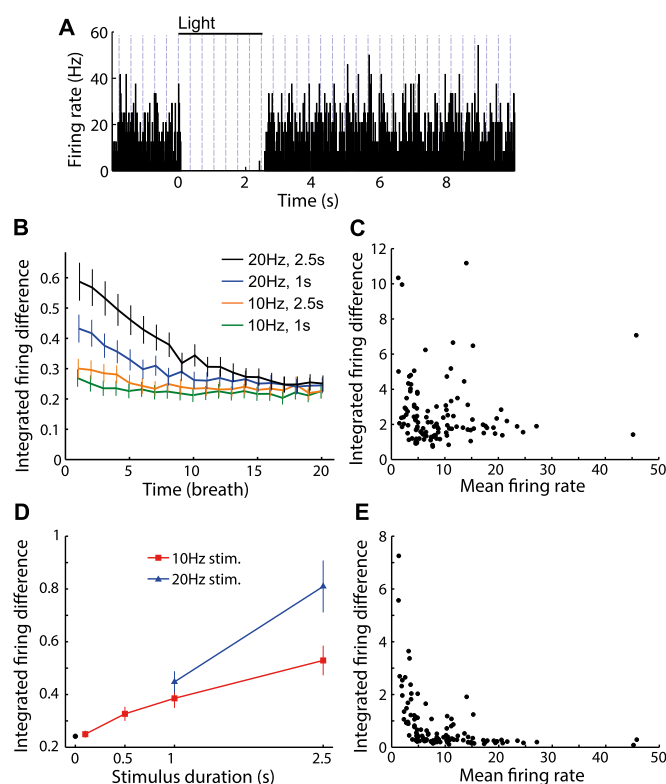 A
Light
Firing rate (Hz)
60
40
20
0
0 2 4 6 8
Time (s)
B
Integrated firing difference
0.6
0.5
0.4
0.3
0.2
0
20Hz, 2.5s
20Hz, 1s
10Hz, 2.5s
10Hz, 1s
0 5 10 15 20
Time (breath)
C
Integrated firing difference
12
10
8
6
4
2
0
0 10 20 30 40 50
Mean firing rate
D
Integrated firing difference
1
0.8
0.6
0.4
0.2
10Hz stim.
20Hz stim.
0 0.5 1 2.5
Stimulus duration (s)
E
Integrated firing difference
8
6
4
2
0
0 10 20 30 40 50
Mean firing rate